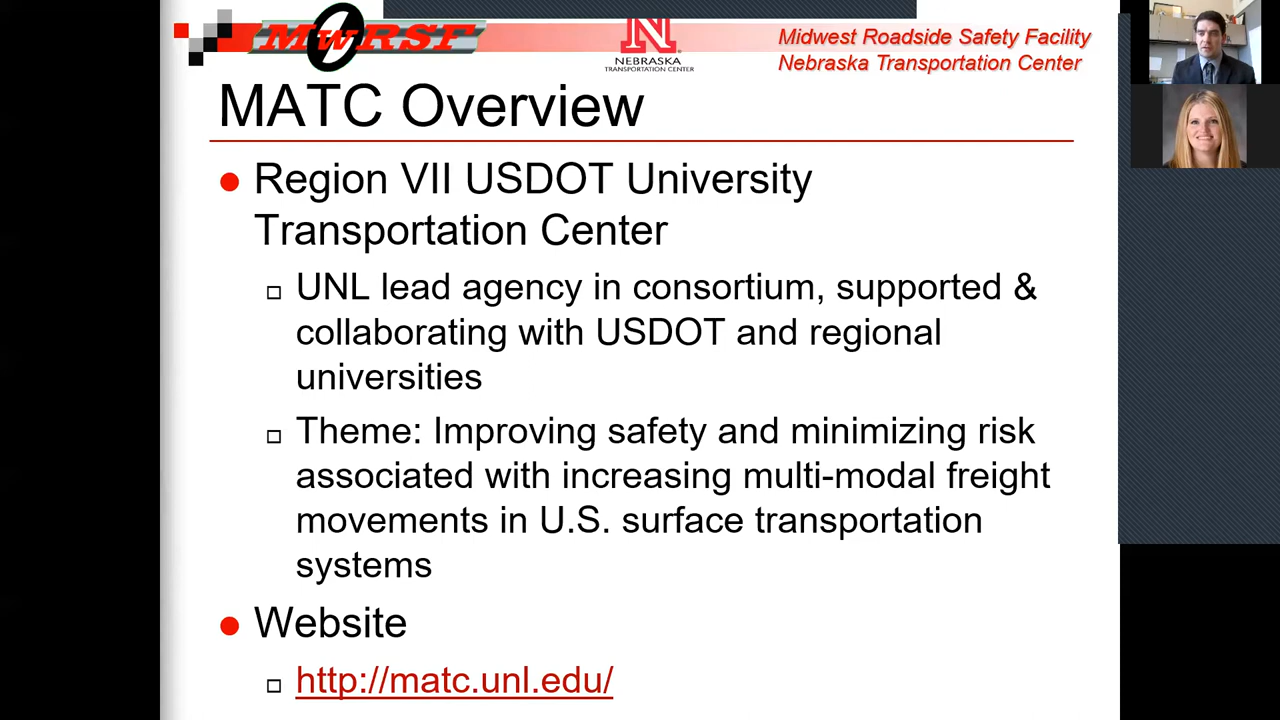 MwRSF
N
NEBRASKA
TRANSPORTATION CENTER
Midwest Roadside Safety Facility
Nebraska Transportation Center
MATC Overview
Region VII USDOT University
Transportation Center
UNL lead agency in consortium, supported &
collaborating with USDOT and regional
universities
Theme: Improving safety and minimizing risk
associated with increasing multi-modal freight
movements in U.S. surface transportation
systems
Website
http://matc.unl.edu/